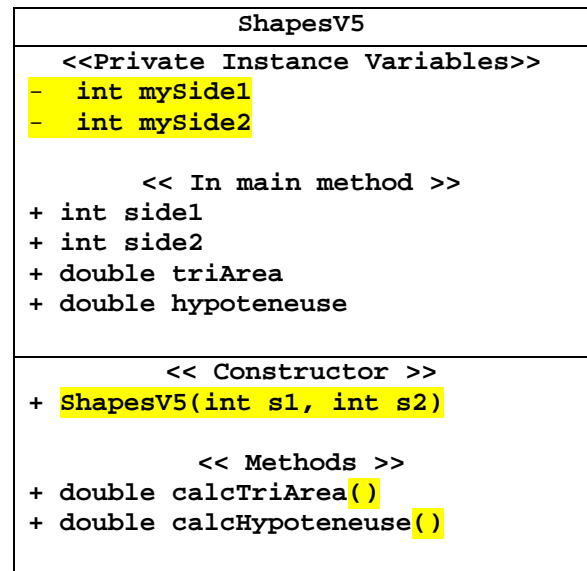 ShapesV5
<<Private Instance Variables>>
- int mySide1
- int mySide2
<< In main method >>
+ int side1
+ int side2
+ double triArea
+ double hypoteneuse
<< Constructor >>
+ ShapesV5(int s1, int s2)
<< Methods >>
+ double calcTriArea()
+ double calcHypoteneuse()